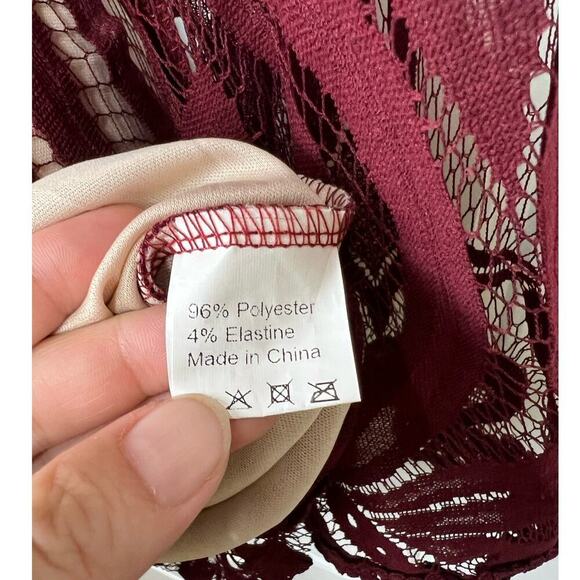 96% Polyester
4% Elastine
Made in China